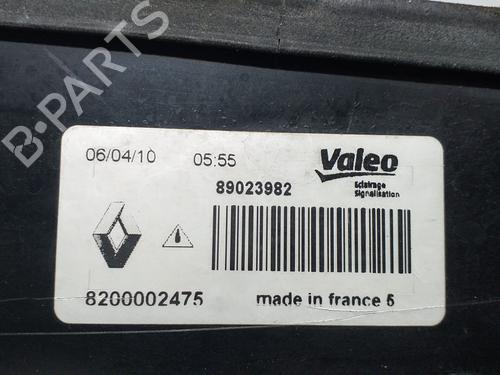 B-PARTS
06/04/10 05:55 Valeo
89023982 Eclairage
Signalisation
8200002475 made in france 5